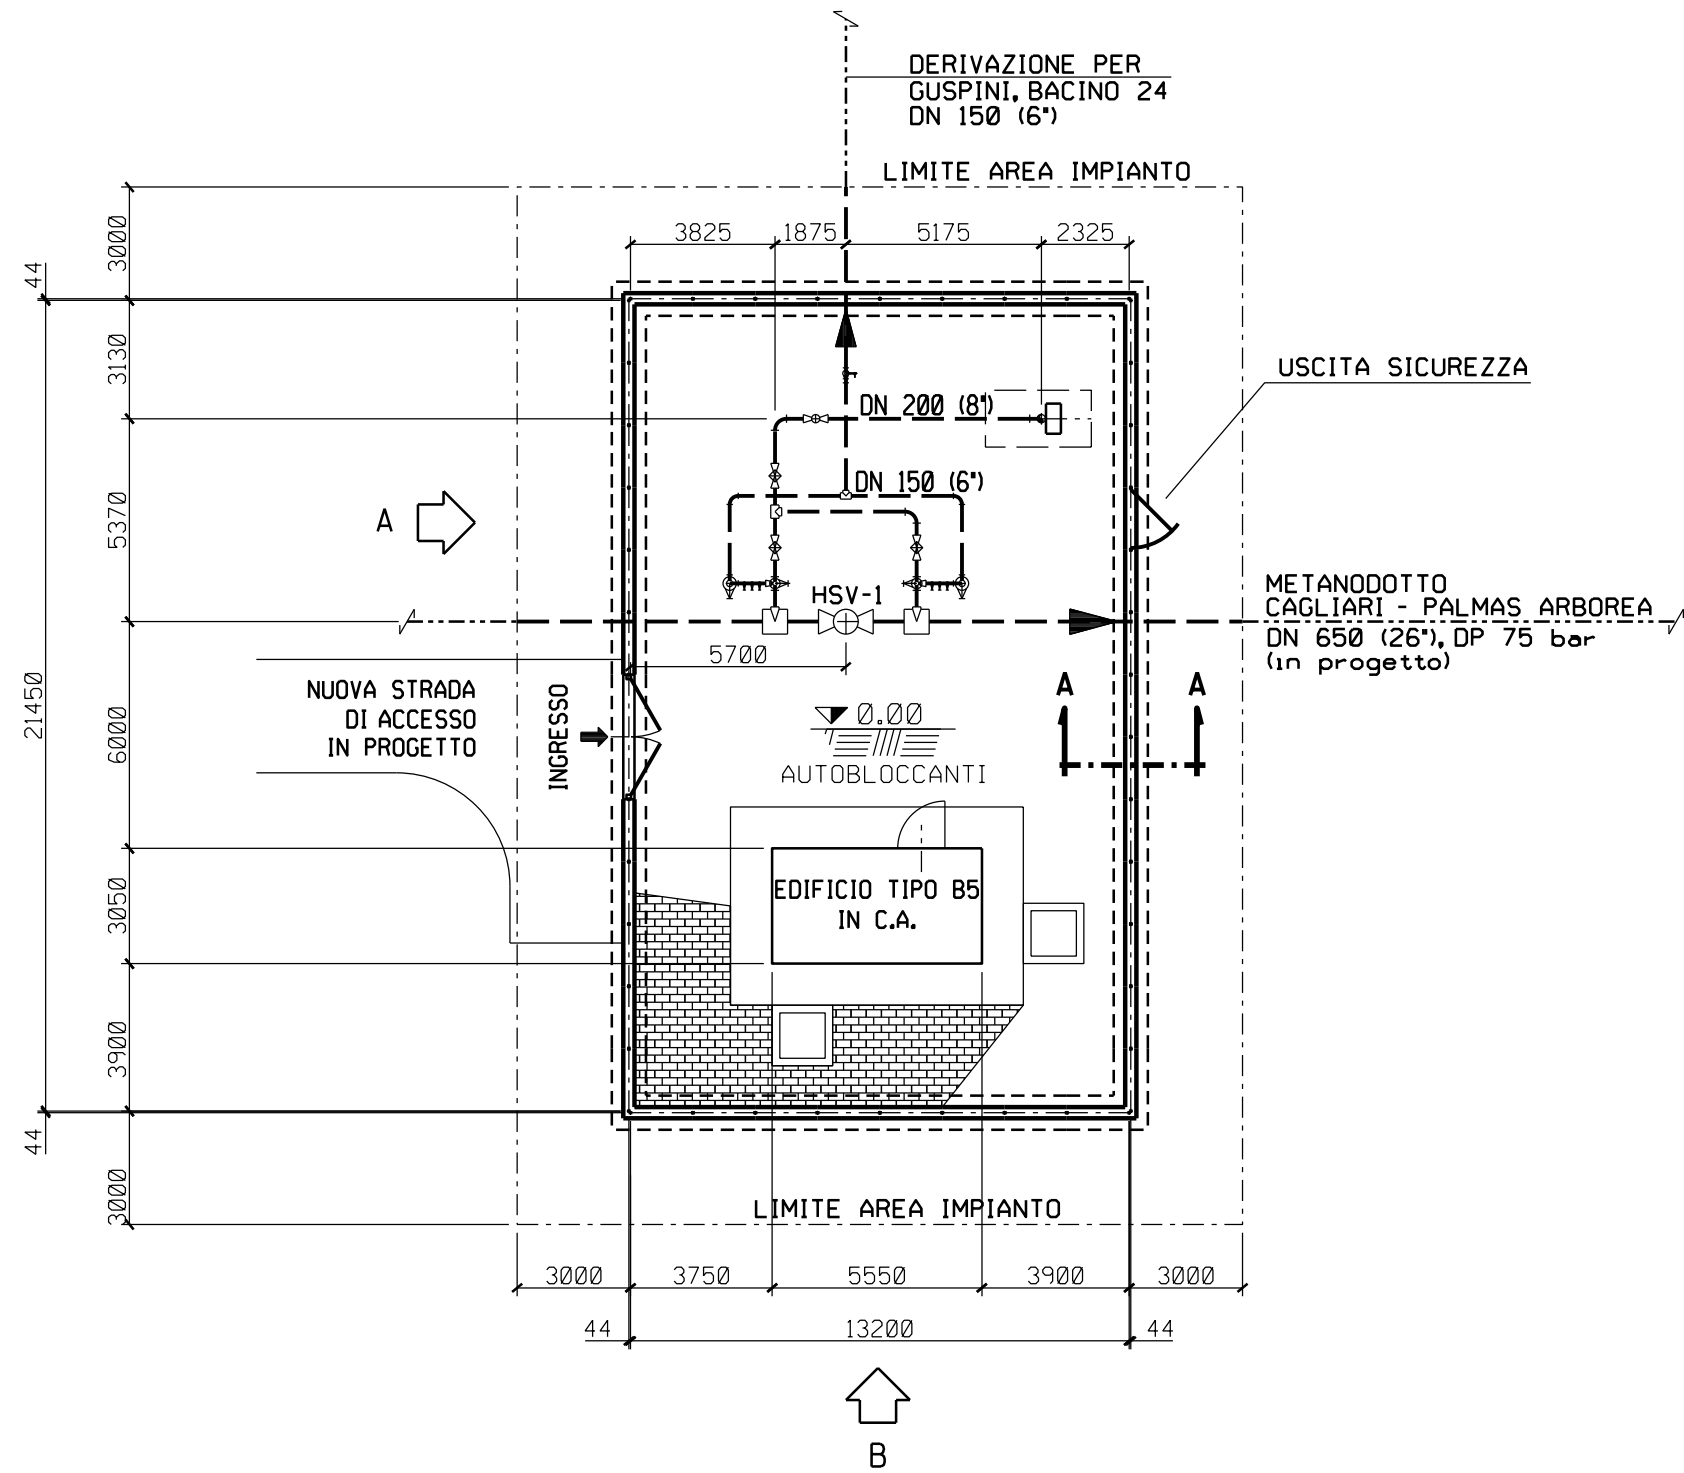 DERIVAZIONE PER
GUSPINI, BACINO 24
DN 150 (6")
LIMITE AREA IMPIANTO
3825
1875
5175
2325
3000
44
3130
5370
21450
6000
3050
3900
44
3000
USCITA SICUREZZA
DN 200 (8")
DN 150 (6")
A
HSV-1
METANODOTTO
CAGLIARI - PALMAS ARBOREA
DN 650 (26"), DP 75 bar
(in progetto)
5700
NUOVA STRADA
DI ACCESSO
IN PROGETTO
INGRESSO
0.00
AUTOBLOCCANTI
A
A
EDIFICIO TIPO B5
IN C.A.
LIMITE AREA IMPIANTO
3000
3750
5550
3900
3000
44
13200
44
B